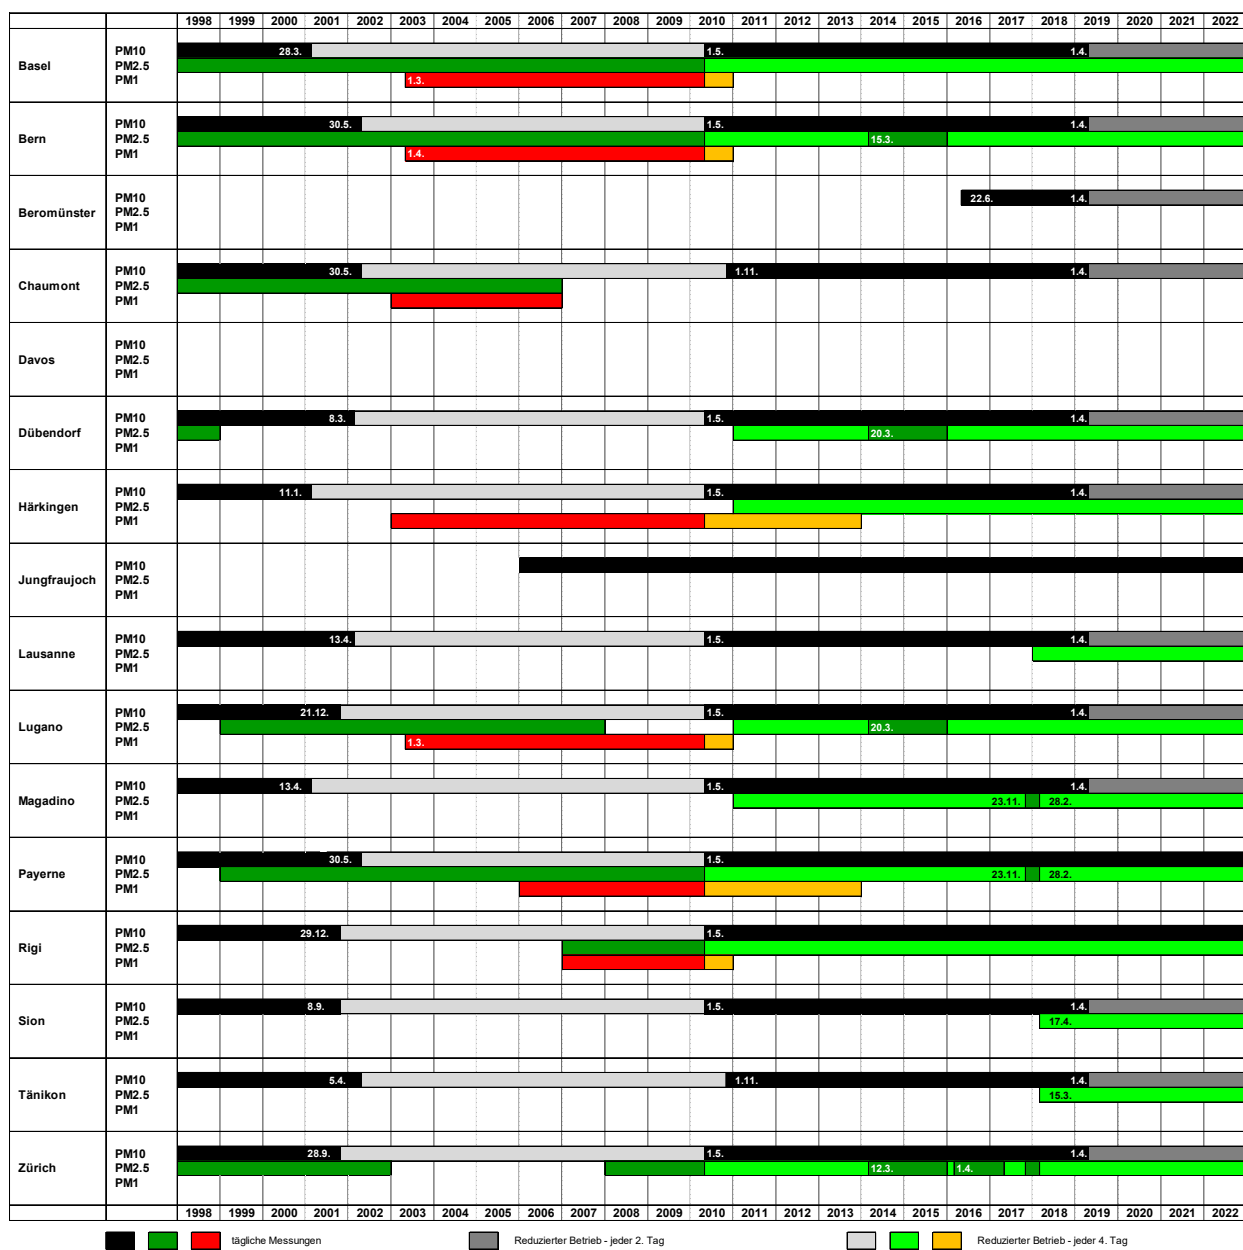 1998 1999 2000 2001 2002 2003 2004 2005 2006 2007 2008 2009 2010 2011 2012 2013 2014 2015 2016 2017 2018 2019 2020 2021 2022
Basel
PM10 28.3. 1.5. 1.4.
PM2.5
PM1 1.3.
Bern
PM10 30.5. 1.5. 1.4.
PM2.5 15.3.
PM1 1.4.
Beromünster
PM10 22.6. 1.4.
PM2.5
PM1
Chaumont
PM10 30.5. 1.11. 1.4.
PM2.5
PM1
Davos
PM10
PM2.5
PM1
Dübendorf
PM10 8.3. 1.5. 1.4.
PM2.5 20.3.
PM1
Härkingen
PM10 11.1. 1.5. 1.4.
PM2.5
PM1
Jungfraujoch
PM10
PM2.5
PM1
Lausanne
PM10 13.4. 1.5. 1.4.
PM2.5
PM1
Lugano
PM10 21.12. 1.5. 1.4.
PM2.5 20.3.
PM1 1.3.
Magadino
PM10 13.4. 1.5. 1.4.
PM2.5 23.11. 28.2.
PM1
Payerne
PM10 30.5. 1.5.
PM2.5 23.11. 28.2.
PM1
Rigi
PM10 29.12. 1.5.
PM2.5
PM1
Sion
PM10 8.9. 1.5. 1.4.
PM2.5 17.4.
PM1
Tänikon
PM10 5.4. 1.11. 1.4.
PM2.5 15.3.
PM1
Zürich
PM10 28.9. 1.5. 1.4.
PM2.5 12.3. 1.4.
PM1
1998 1999 2000 2001 2002 2003 2004 2005 2006 2007 2008 2009 2010 2011 2012 2013 2014 2015 2016 2017 2018 2019 2020 2021 2022
tägliche Messungen Reduzierter Betrieb - jeder 2. Tag Reduzierter Betrieb - jeder 4. Tag